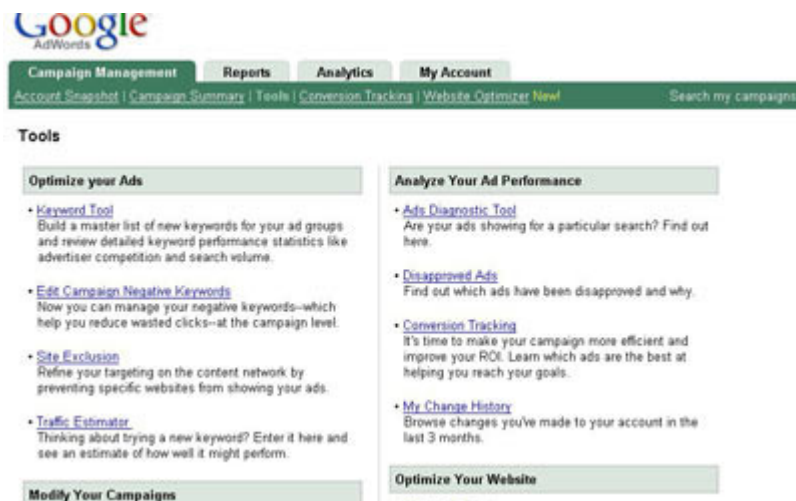 Google
AdWords
Campaign Management Reports Analytics My Account
Account Snapshot | Campaign Summary | Tools | Conversion Tracking | Website Optimizer New! Search my campaigns
Tools
Optimize your Ads
• Keyword Tool
Build a master list of new keywords for your ad groups
and review detailed keyword performance statistics like
advertiser competition and search volume.
• Edit Campaign Negative Keywords
Now you can manage your negative keywords--which
help you reduce wasted clicks--at the campaign level.
• Site Exclusion
Refine your targeting on the content network by
preventing specific websites from showing your ads.
• Traffic Estimator
Thinking about trying a new keyword? Enter it here and
see an estimate of how well it might perform.
Modify Your Campaigns
Analyze Your Ad Performance
• Ads Diagnostic Tool
Are your ads showing for a particular search? Find out
here.
• Disapproved Ads
Find out which ads have been disapproved and why.
• Conversion Tracking
It's time to make your campaign more efficient and
improve your ROI. Learn which ads are the best at
helping you reach your goals.
• My Change History
Browse changes you've made to your account in the
last 3 months.
Optimize Your Website